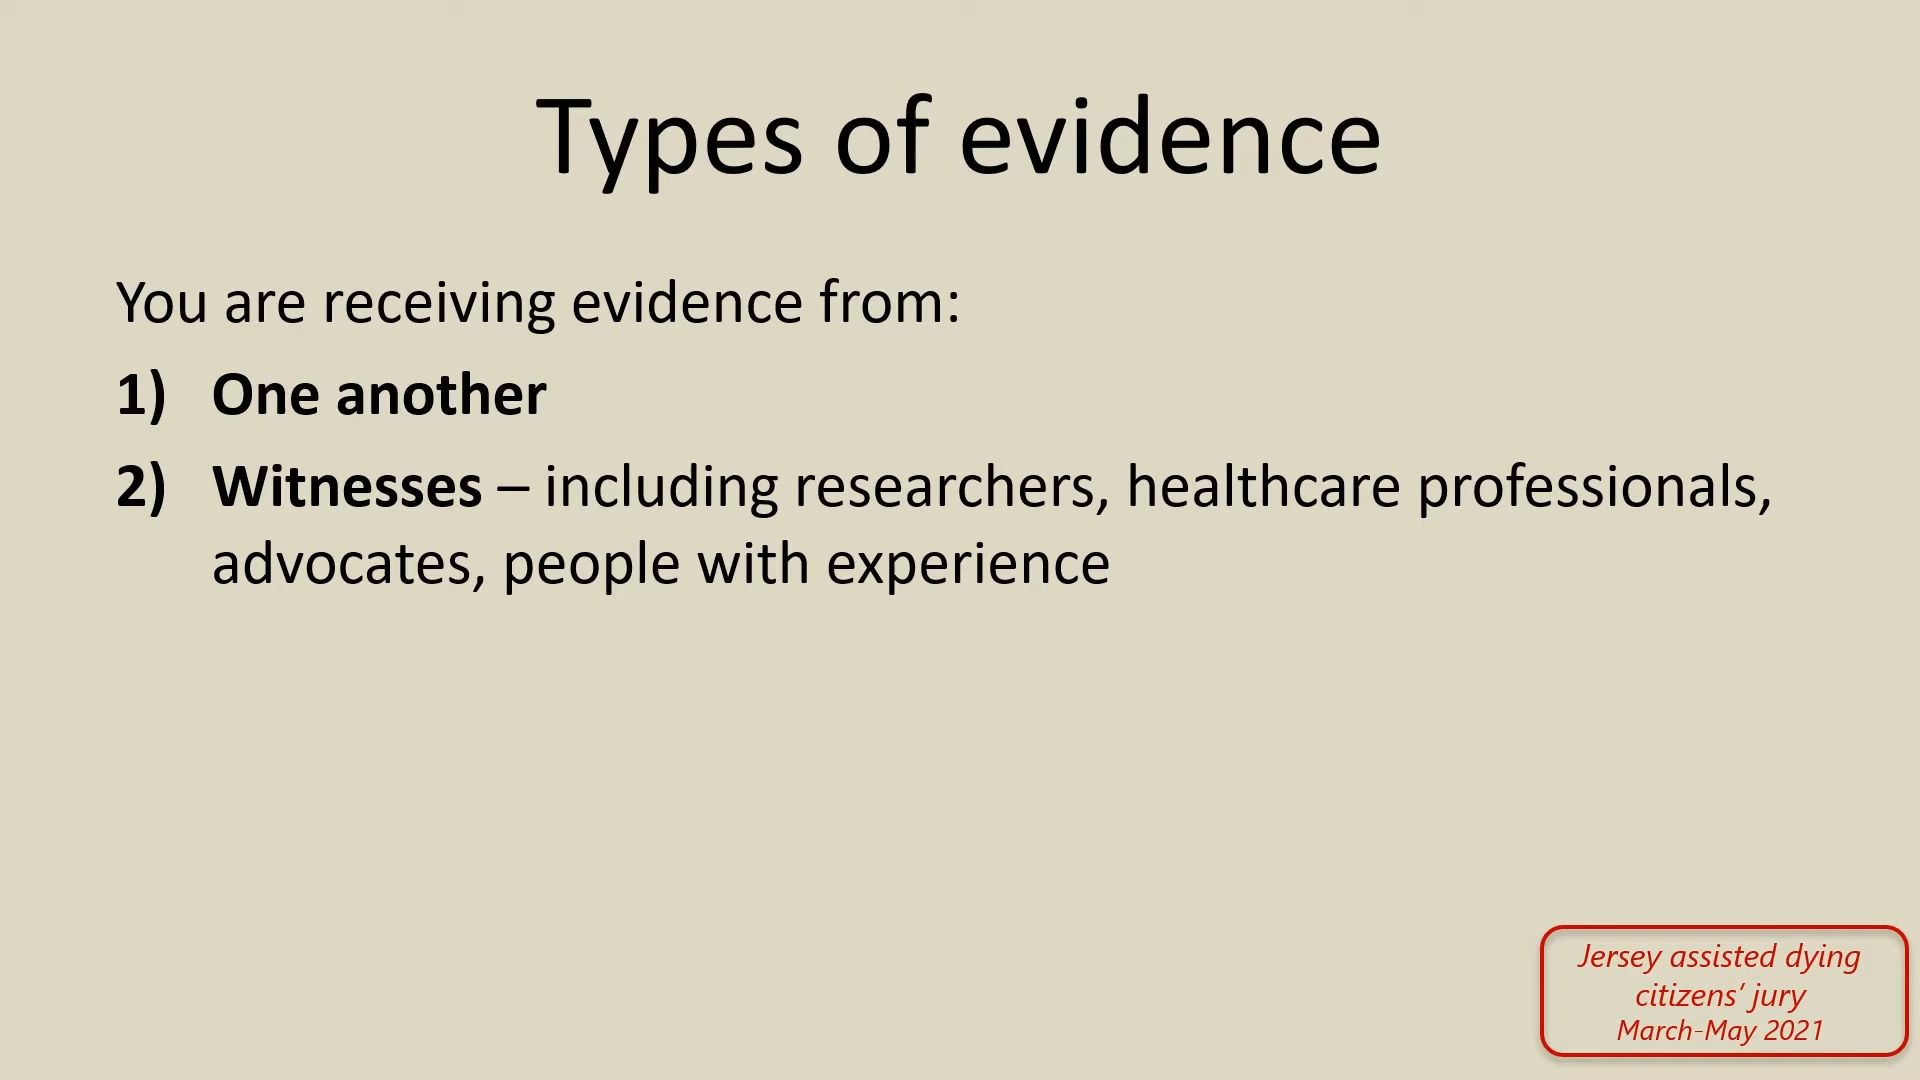 Types of evidence
You are receiving evidence from:
1) One another
2) Witnesses – including researchers, healthcare professionals,
advocates, people with experience
Jersey assisted dying
citizens’ jury
March-May 2021